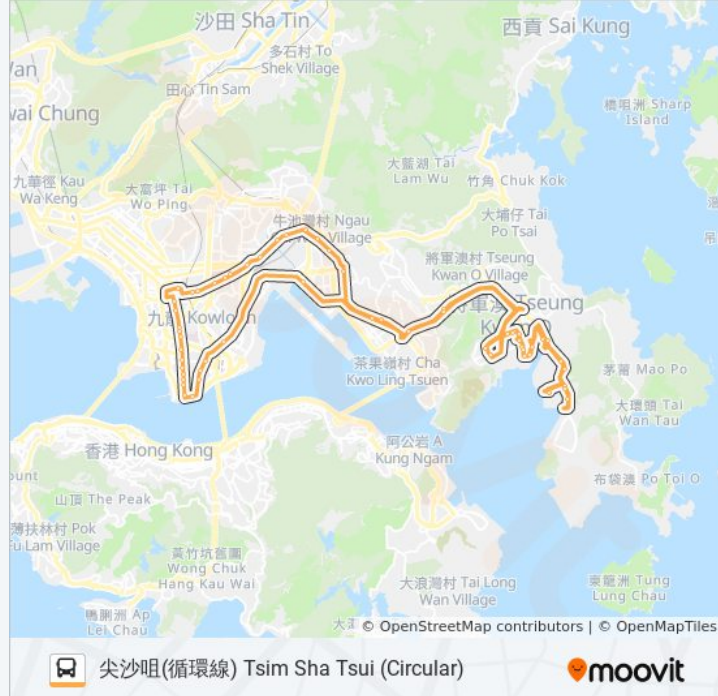 沙田 Sha Tin
西貢 Sai Kung
多石村 To
Shek Village
田心 Tin Sam
橋咀洲 Sharp
Island
wai Chung
大藍湖 Tai
Lam Wu
竹角 Chuk Kok
九華徑 Kau
Wa Keng
大窩坪 Tai
Wo Ping
大埔仔 Tai
Po Tsai
牛池灣村 Ngau
Village
將軍澳村 Tseung
Kwan O Village
Tseung
Kowloon
茶果嶺村 Cha
Kwo Ling Tsuen
茅莆 Mao Po
大環頭 Tai
Wan Tau
香港 Hong Kong
阿公岩 A
Kung Ngam
布袋澳 Po Toi O
山頂 The Peak
薄扶林村 Pok
Fu Lam Village
黃竹坑舊圍
Wong Chuk
Hang Kau Wai
大浪灣村 Tai Long
Wan Village
東龍洲 Tung
Lung Chau
鴨脷洲 Ap
Lei Chau
© OpenStreetMap contributors | © OpenMapTiles
尖沙咀(循環線) Tsim Sha Tsui (Circular)
moovit